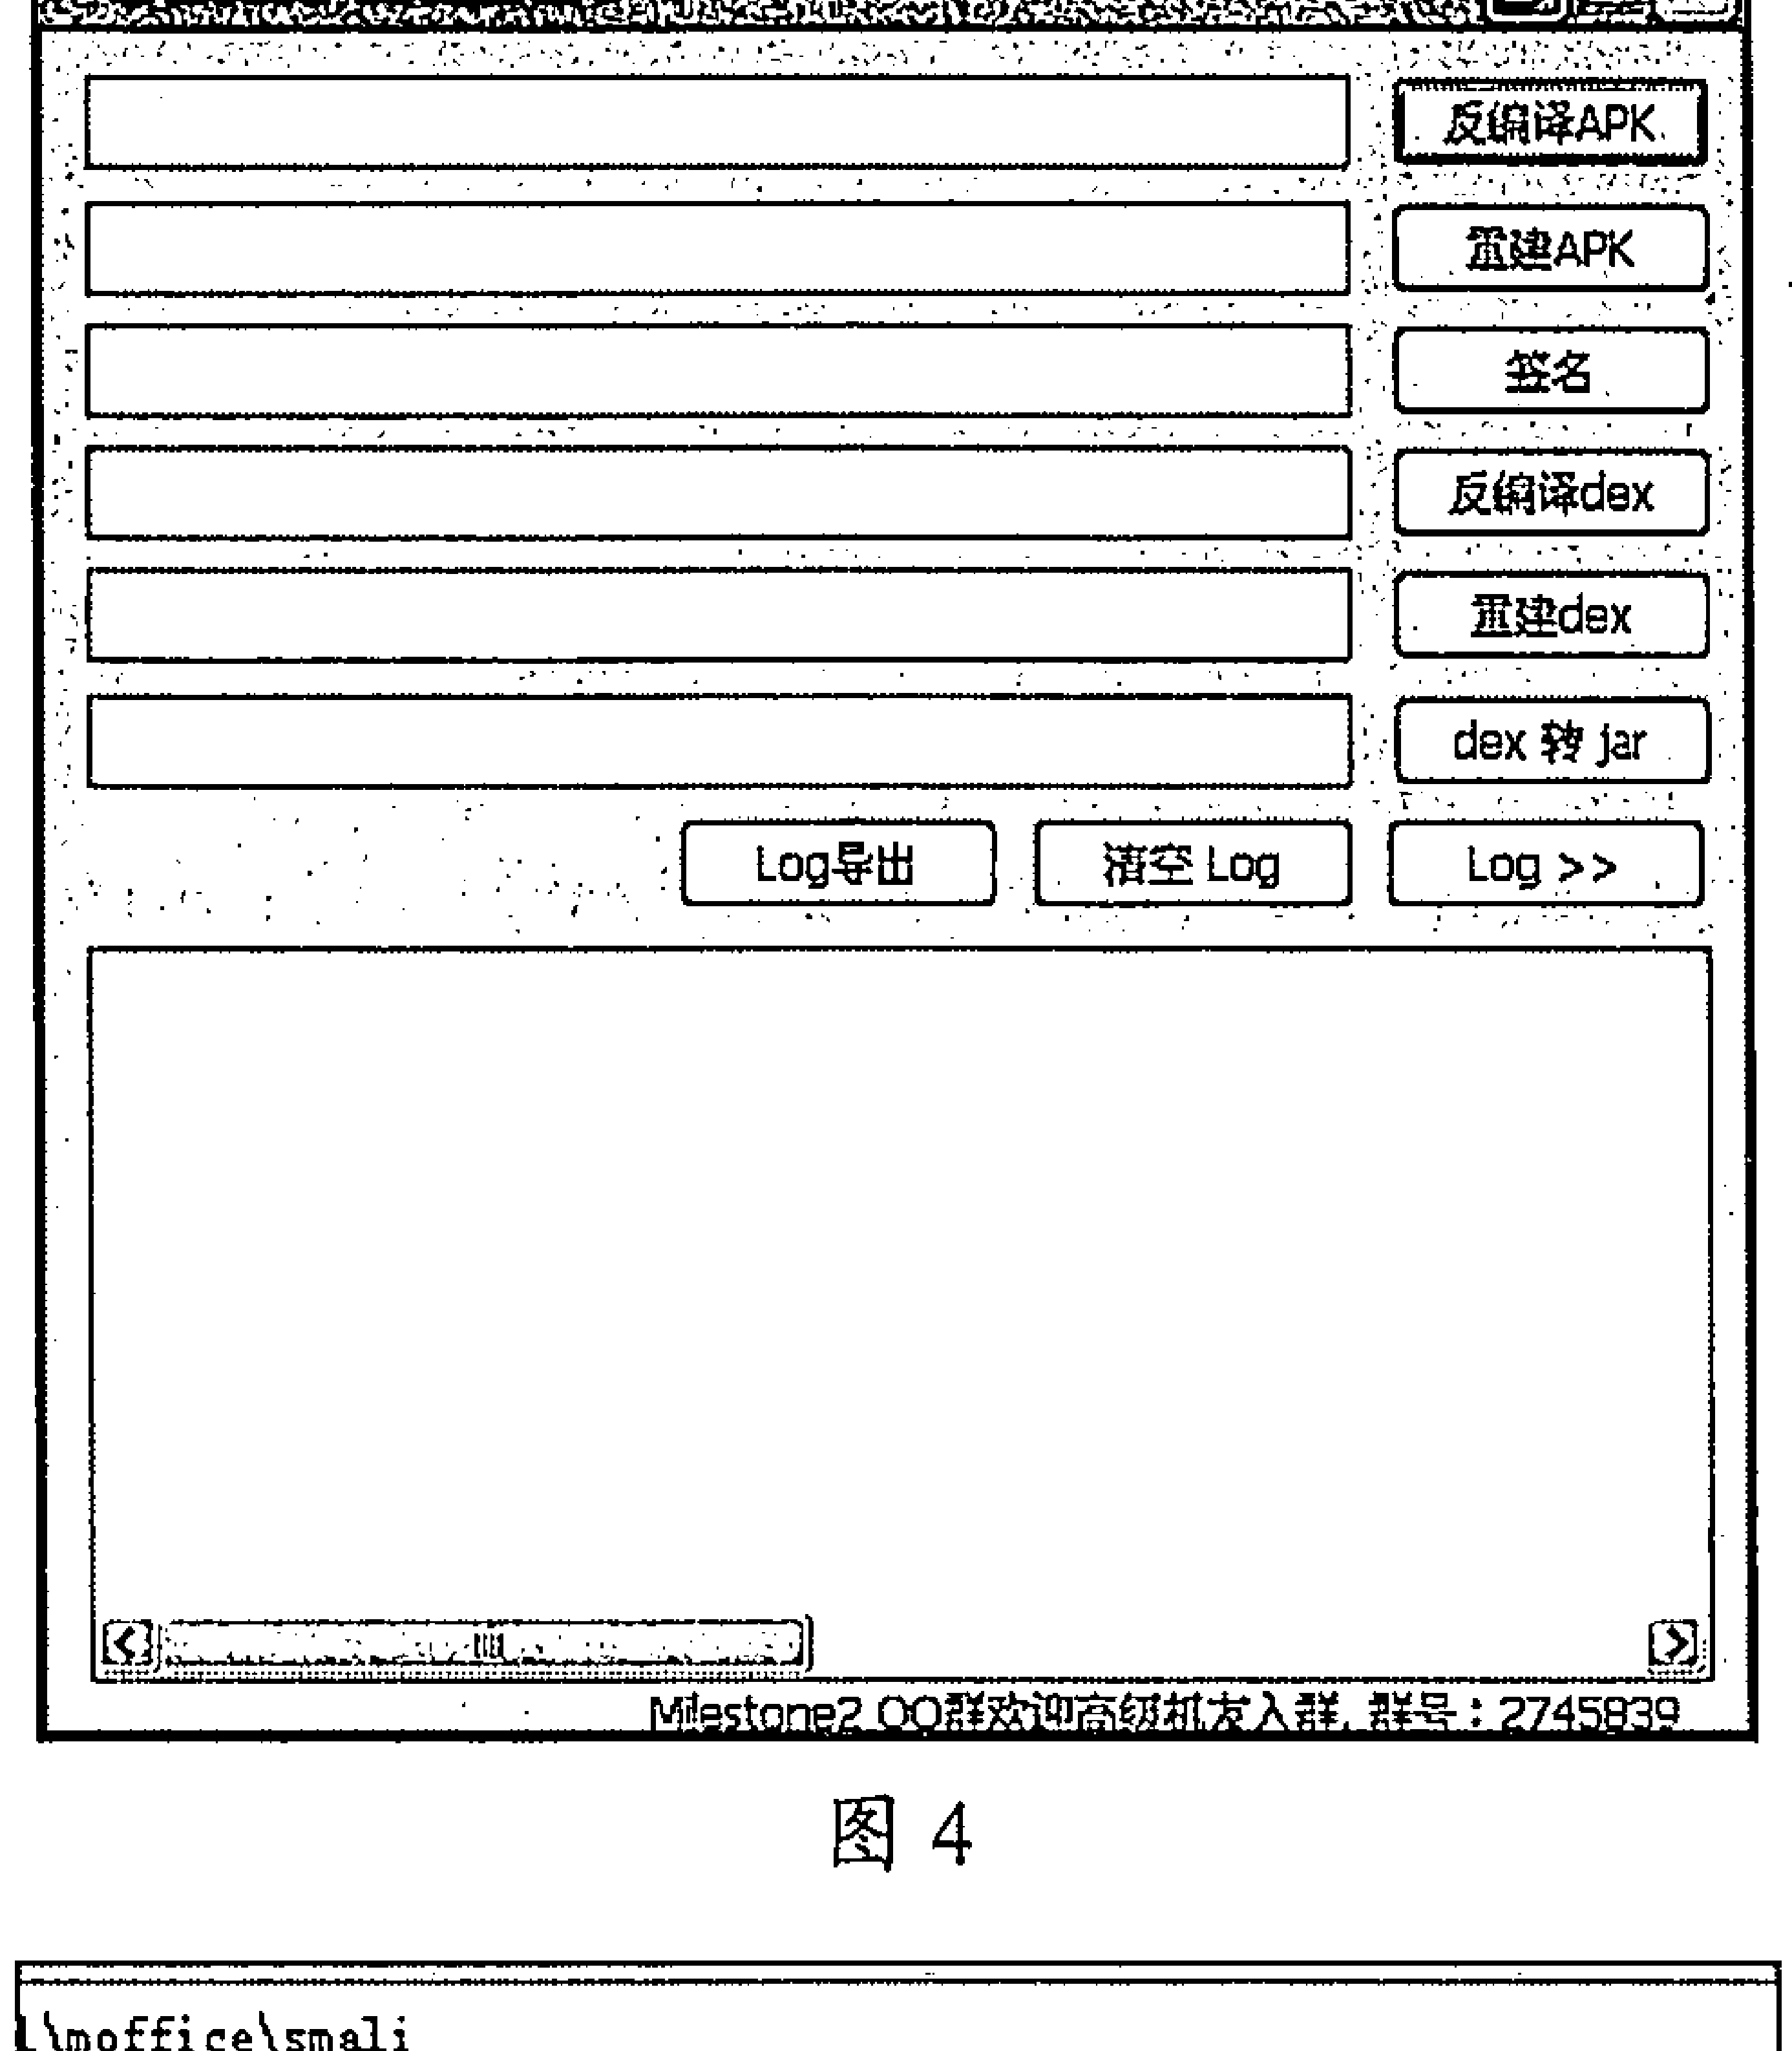 反编译APK
重建APK
签名
反编译dex
重建dex
dex 转 jar
Log导出 清空 Log Log >>
Milestone2 QQ群欢迎高级机友入群, 群号：2745839
图 4
\moffice\smali